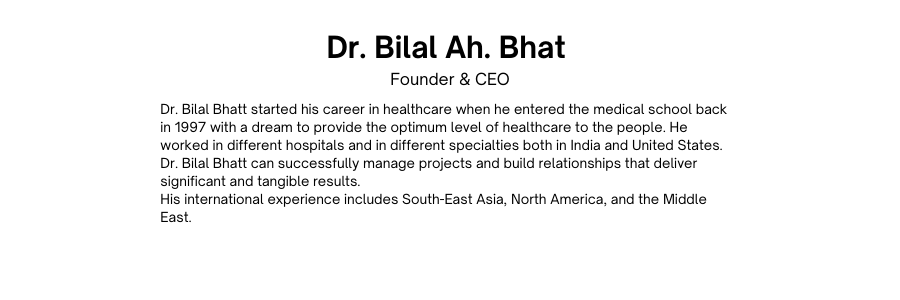 Dr. Bilal Ah. Bhat
Founder & CEO
Dr. Bilal Bhatt started his career in healthcare when he entered the medical school back
in 1997 with a dream to provide the optimum level of healthcare to the people. He
worked in different hospitals and in different specialties both in India and United States.
Dr. Bilal Bhatt can successfully manage projects and build relationships that deliver
significant and tangible results.
His international experience includes South-East Asia, North America, and the Middle
East.